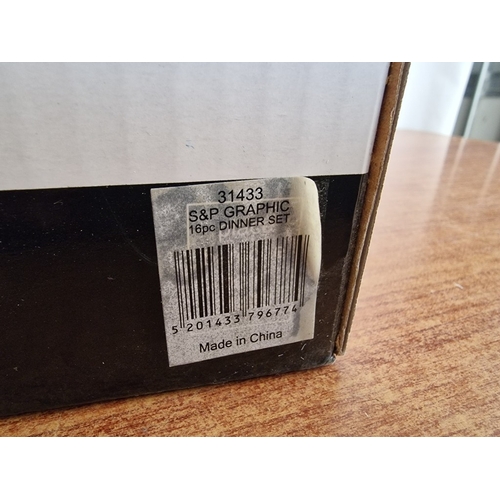 31433
S&P GRAPHIC
16pc DINNER SET
5 201433 796774
Made in China